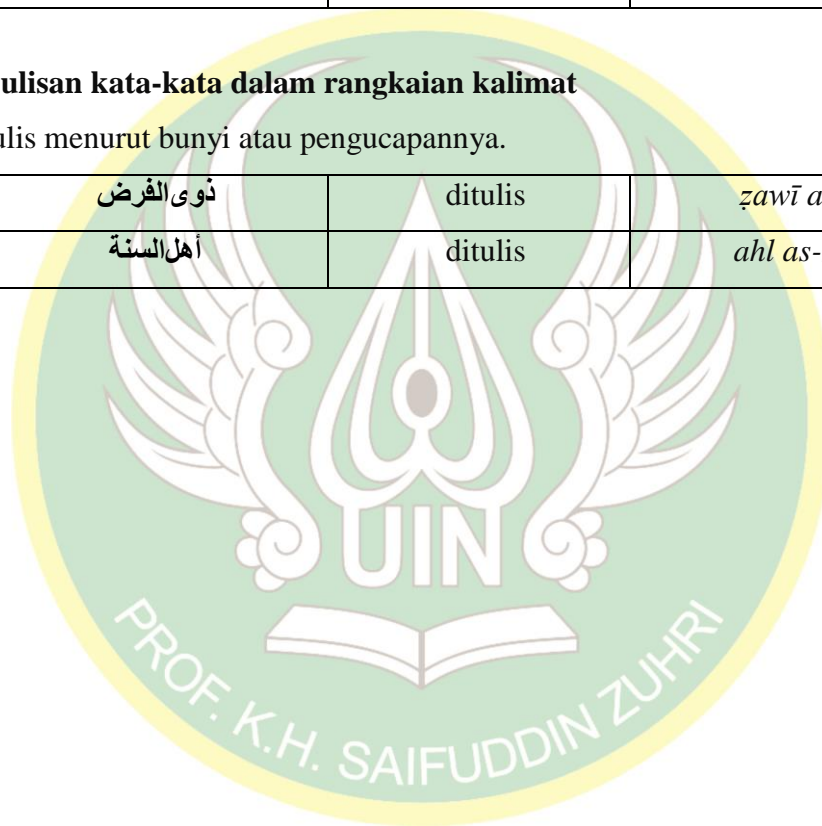 ulisan kata-kata dalam rangkaian kalimat
ulis menurut bunyi atau pengucapannya.
ذوى الفرض ditulis ẓawī a
أهل السنة ditulis ahl as-
UIN
PROF. K.H. SAIFUDDIN ZUHRI